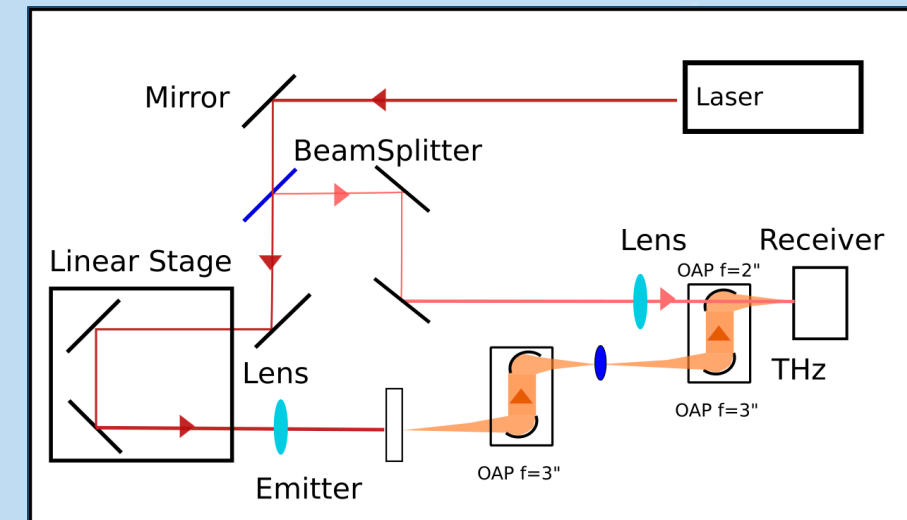 Laser
Mirror
BeamSplitter
Lens
Receiver
Linear Stage
OAP f=2"
Lens
THz
OAP f=3"
OAP f=3"
Emitter